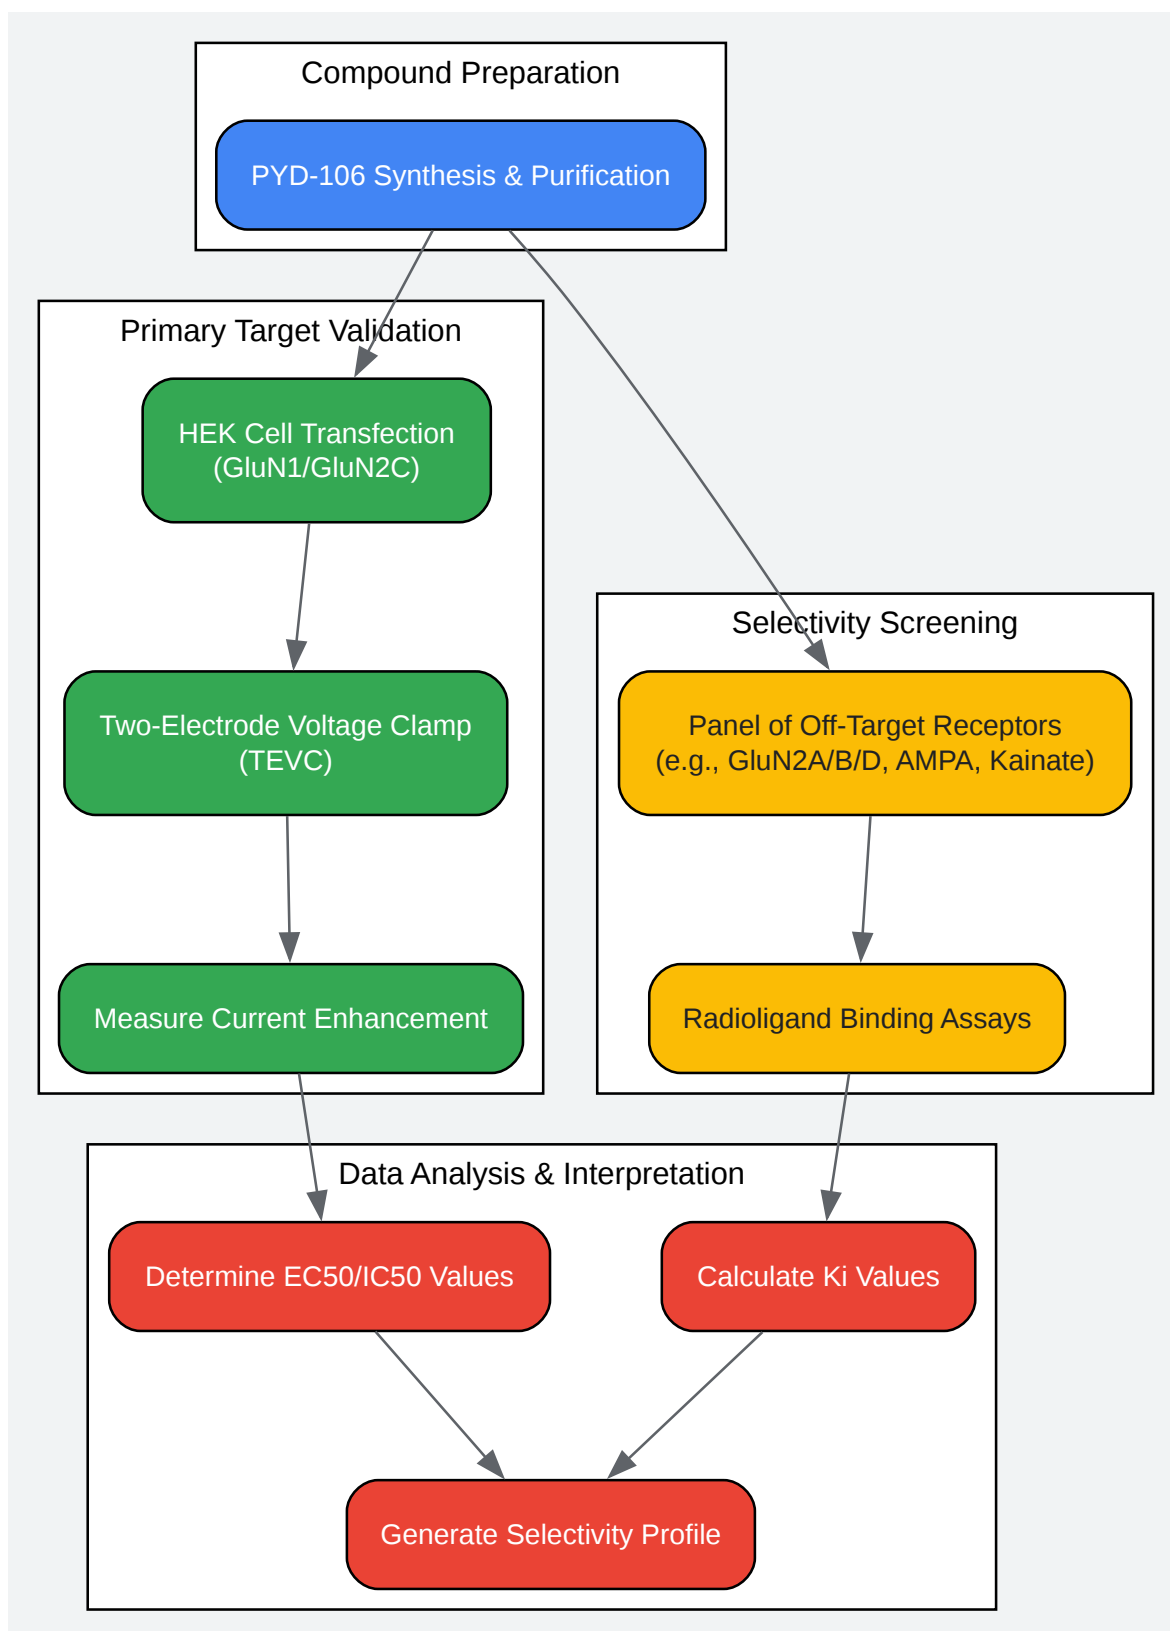 Compound Preparation
PYD-106 Synthesis & Purification
Primary Target Validation
HEK Cell Transfection
(GluN1/GluN2C)
Two-Electrode Voltage Clamp
(TEVC)
Measure Current Enhancement
Selectivity Screening
Panel of Off-Target Receptors
(e.g., GluN2A/B/D, AMPA, Kainate)
Radioligand Binding Assays
Data Analysis & Interpretation
Determine EC50/IC50 Values
Calculate Ki Values
Generate Selectivity Profile